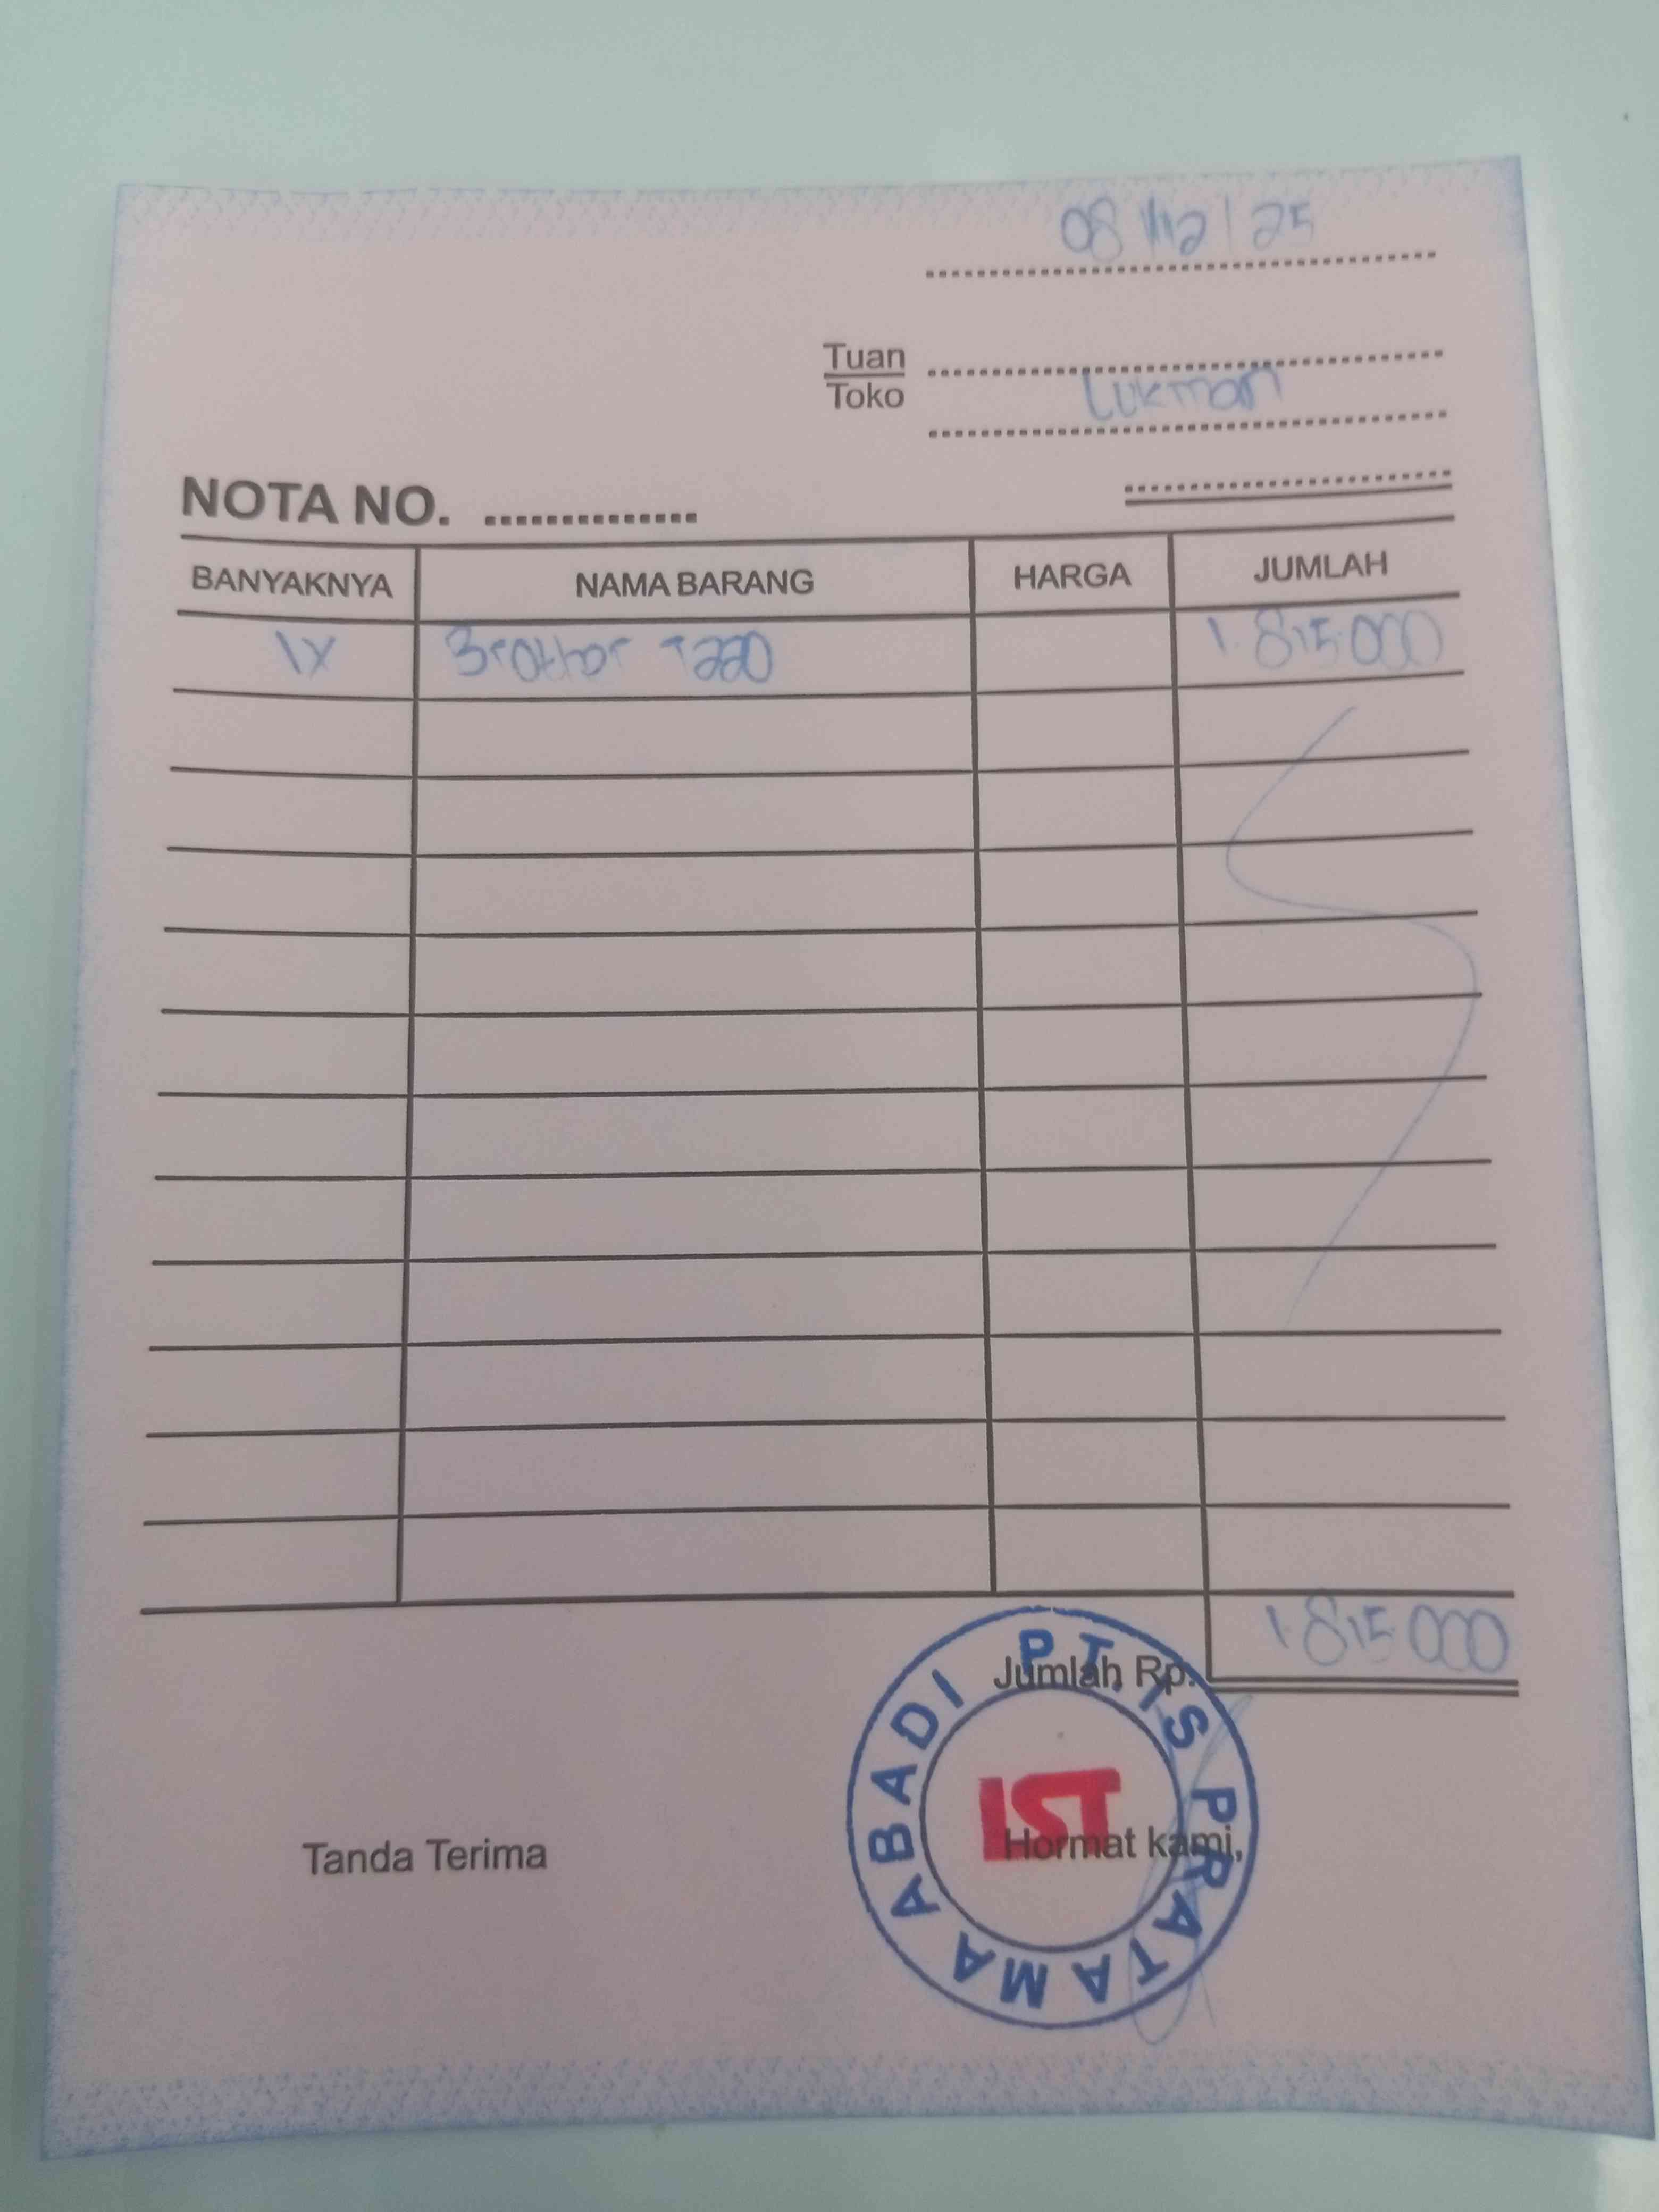 08/12/25
Tuan
Toko
Lukman
NOTA NO. ...............
BANYAKNYA NAMA BARANG HARGA JUMLAH
1x Brother T220 1.815.000
Jumlah Rp. 1.815.000
Tanda Terima Hormat kami,
PT. IS PRATAMA ABADI
IST